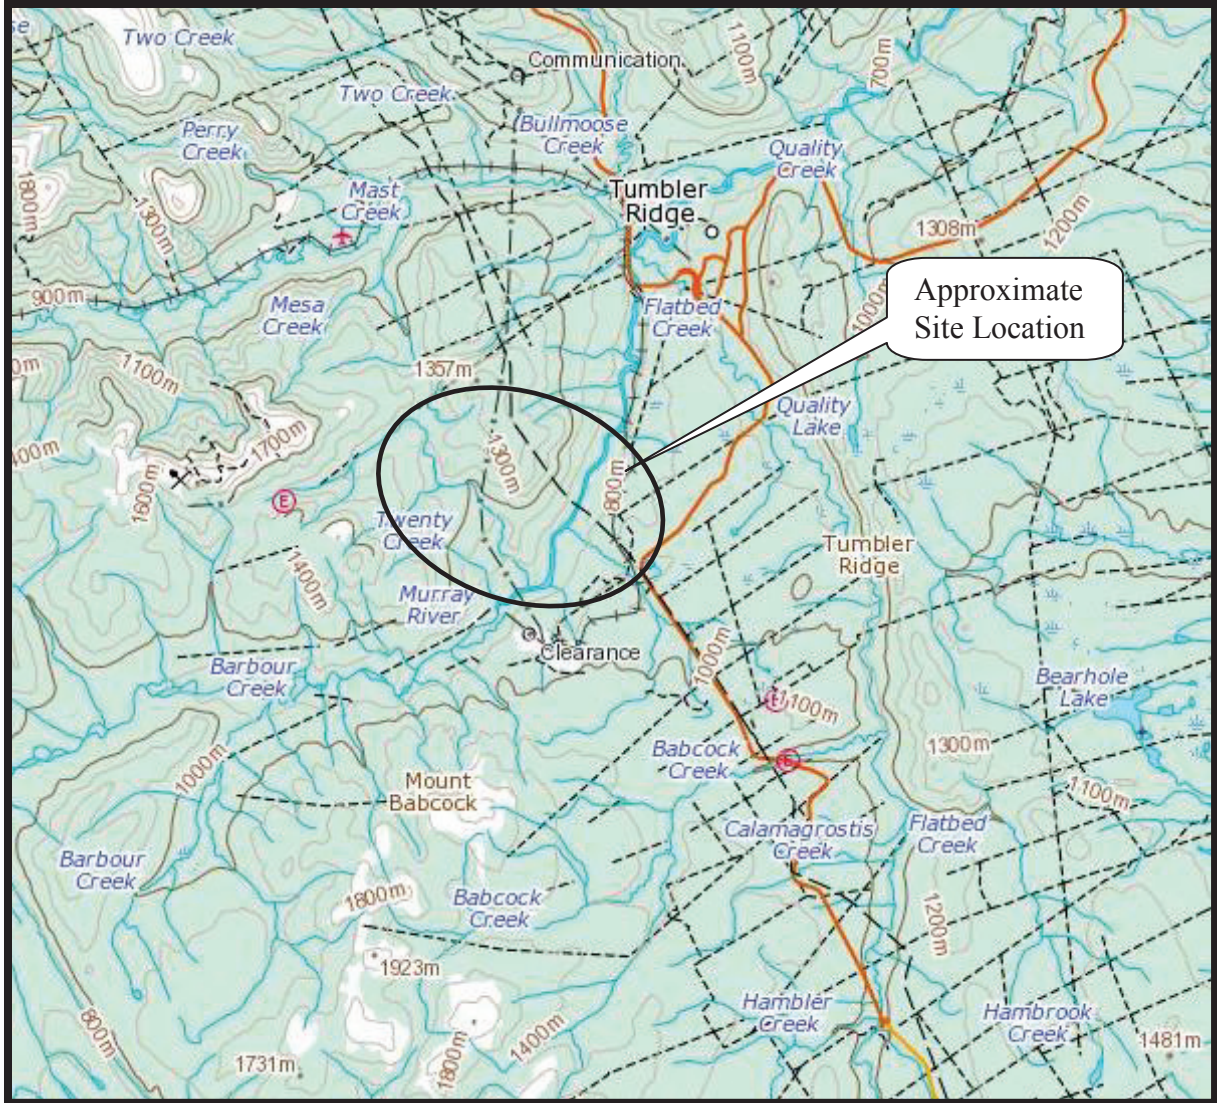 se
Two Creek
Communication
1100m
700m
Two Creek
Perry
Creek
Bullmoose
Creek
Quality
Creek
1800m
Mast
Creek
Tumbler
Ridge
1300m
1308m
1200m
900m
Mesa
Creek
Flatbed
Creek
1000m
Approximate
Site Location
0m
1100m
1357m
Quality
Lake
400m
1700m
1600m
E
1300m
800m
Twenty
Creek
Tumbler
Ridge
1400m
Murray
River
Clearance
Barbour
Creek
1000m
Bearhole
Lake
E
1100m
1000m
Babcock
Creek
E
1300m
Mount
Babcock
1100m
Calamagrostis
Creek
Flatbed
Creek
Barbour
Creek
1800m
Babcock
Creek
1200m
1923m
Hambler
Creek
Hambrook
Creek
800m
1400m
1481m
1731m
1800m